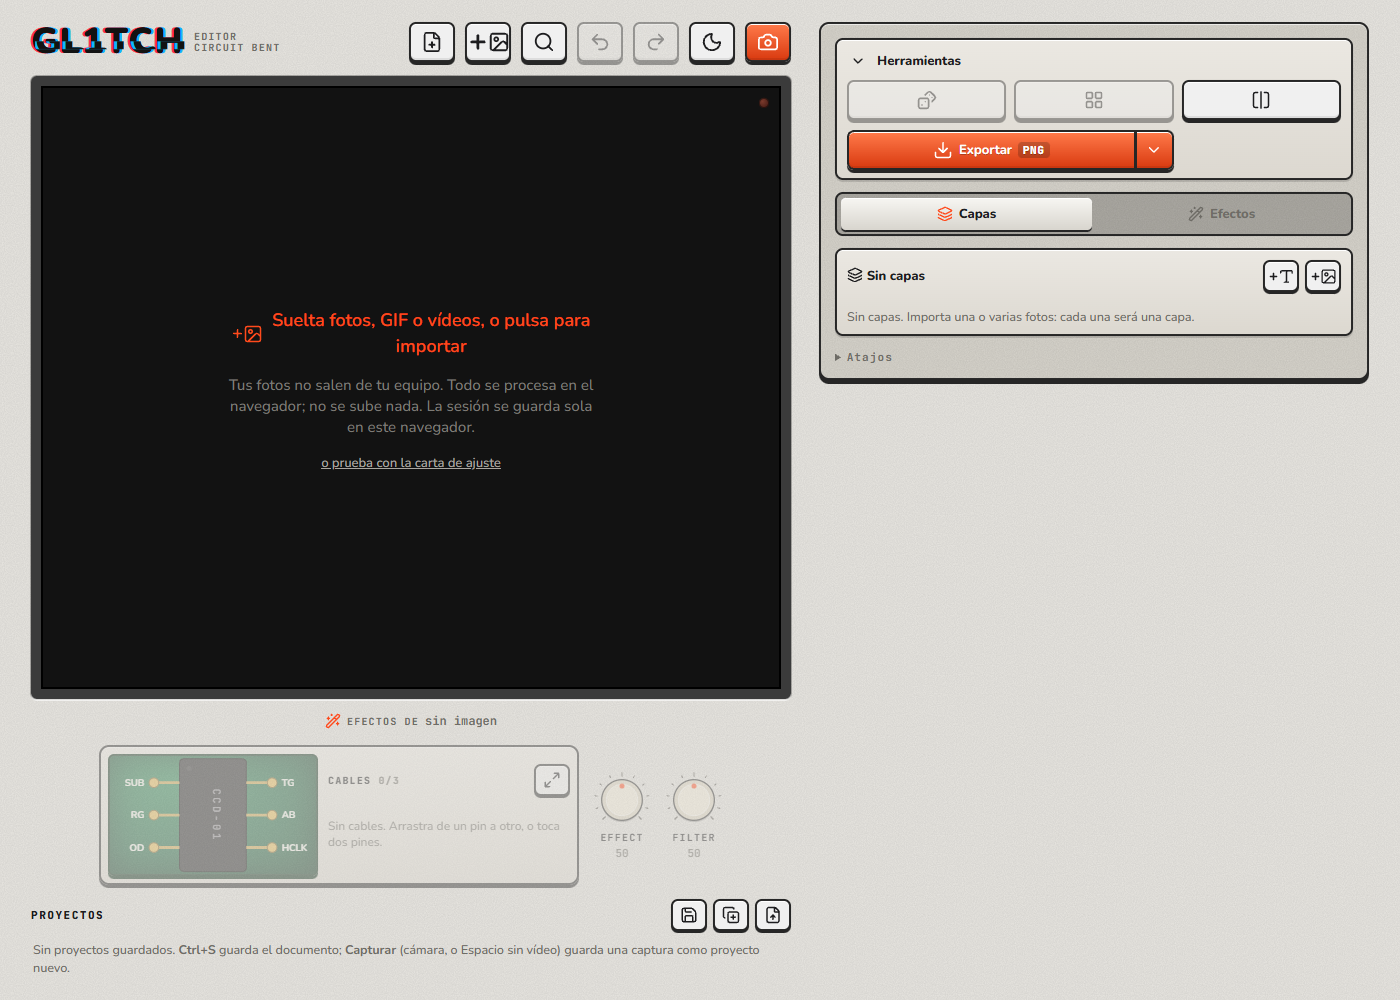 GL1TCH
EDITOR
CIRCUIT BENT
Suelta fotos, GIF o vídeos, o pulsa para
importar
Tus fotos no salen de tu equipo. Todo se procesa en el
navegador; no se sube nada. La sesión se guarda sola
en este navegador.
o prueba con la carta de ajuste
EFECTOS DE sin imagen
SUB
RG
OD
CCD-01
TG
AB
HCLK
CABLES 0/3
Sin cables. Arrastra de un pin a otro, o toca
dos pines.
EFFECT
50
FILTER
50
PROYECTOS
Sin proyectos guardados. Ctrl+S guarda el documento; Capturar (cámara, o Espacio sin vídeo) guarda una captura como proyecto
nuevo.
Herramientas
Exportar PNG
Capas
Efectos
Sin capas
+T
Sin capas. Importa una o varias fotos: cada una será una capa.
Atajos